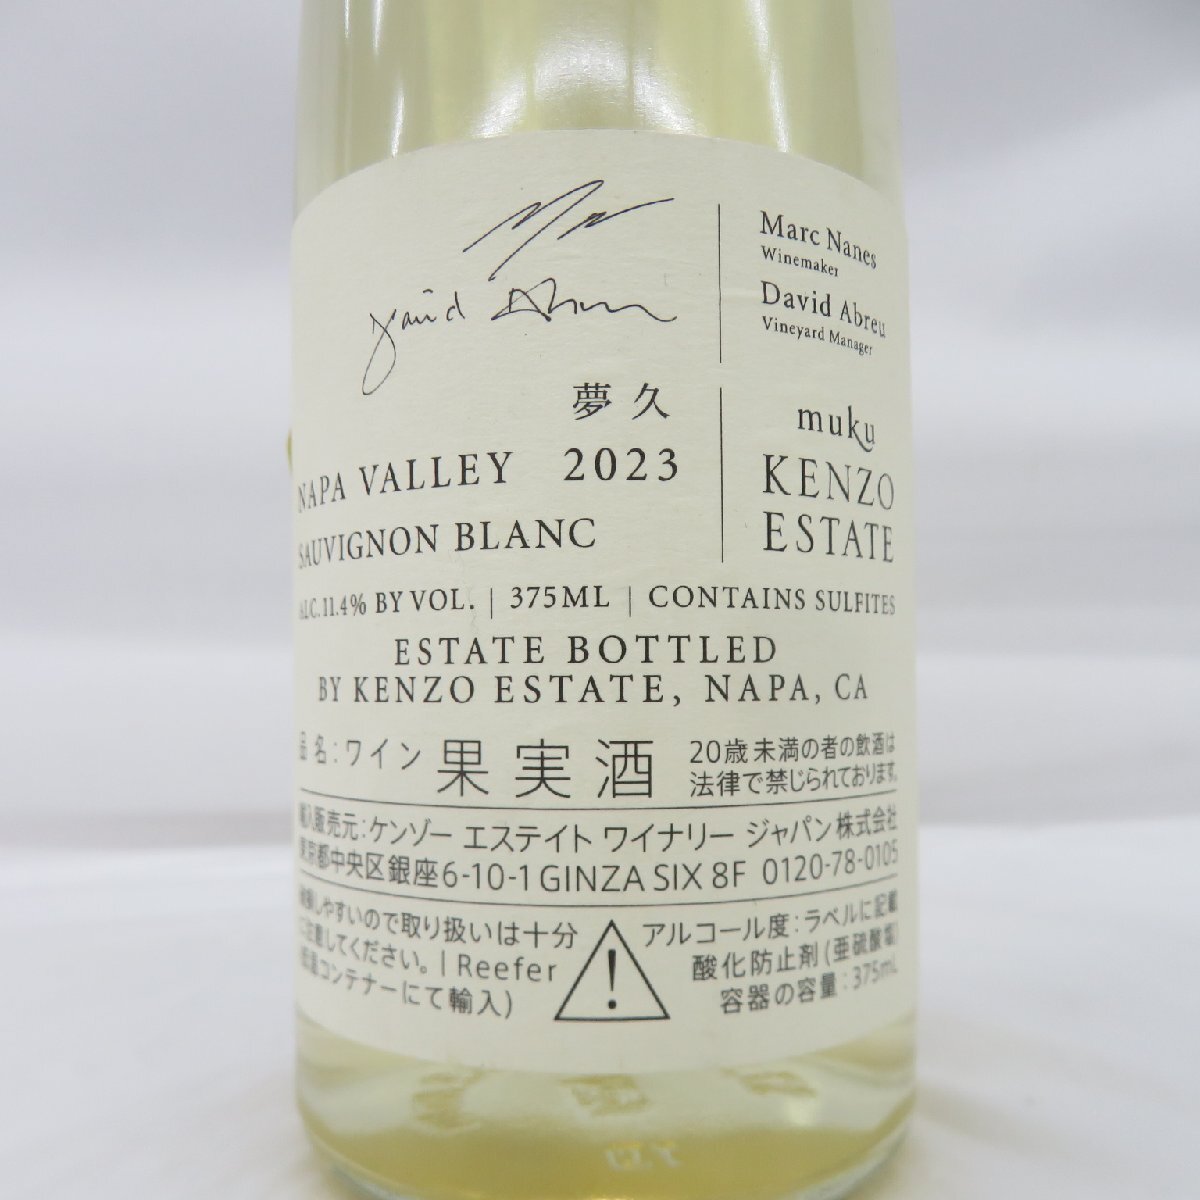 David Abreu
Marc Nanes
Winemaker
David Abreu
Vineyard Manager
夢久
NAPA VALLEY 2023
SAUVIGNON BLANC
muku
KENZO
ESTATE
ALC.11.4% BY VOL. | 375ML | CONTAINS SULFITES
ESTATE BOTTLED
BY KENZO ESTATE, NAPA, CA
品名:ワイン 果実酒
20歳未満の者の飲酒は
法律で禁じられております。
輸入販売元:ケンゾー エステイト ワイナリー ジャパン株式会社
東京都中央区銀座6-10-1 GINZA SIX 8F 0120-78-0105
破損しやすいので取り扱いは十分
ご注意してください。| Reefer
(低温コンテナーにて輸入)
アルコール度:ラベルに記載
酸化防止剤(亜硫酸塩)
容器の容量:375mL